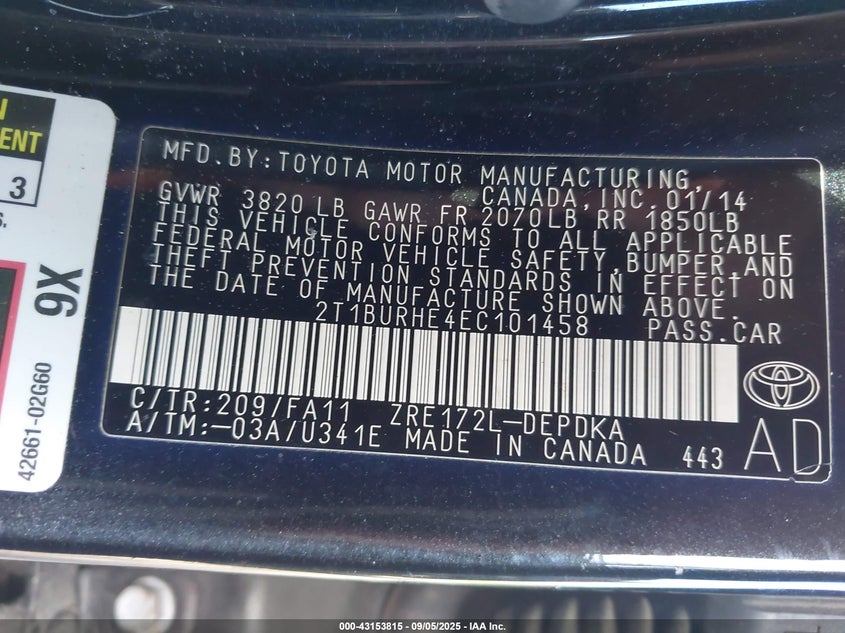 MFD.BY:TOYOTA MOTOR MANUFACTURING,
CANADA, INC. 01/14
GVWR 3820 LB GAWR FR 2070LB, RR 1850LB
THIS VEHICLE CONFORMS TO ALL APPLICABLE
FEDERAL MOTOR VEHICLE SAFETY,BUMPER,AND
THEFT PREVENTION STANDARDS IN EFFECT ON
THE DATE OF MANUFACTURE SHOWN ABOVE.
2T1BURHE4EC101458 PASS.CAR
C/TR:209/FA11 ZRE172L-DEPDKA
A/TM:-03A/U341E MADE IN CANADA 443
AD
ENT
3
S.
9X
42661-02G60
000-43153815 - 09/05/2025 - IAA Inc.